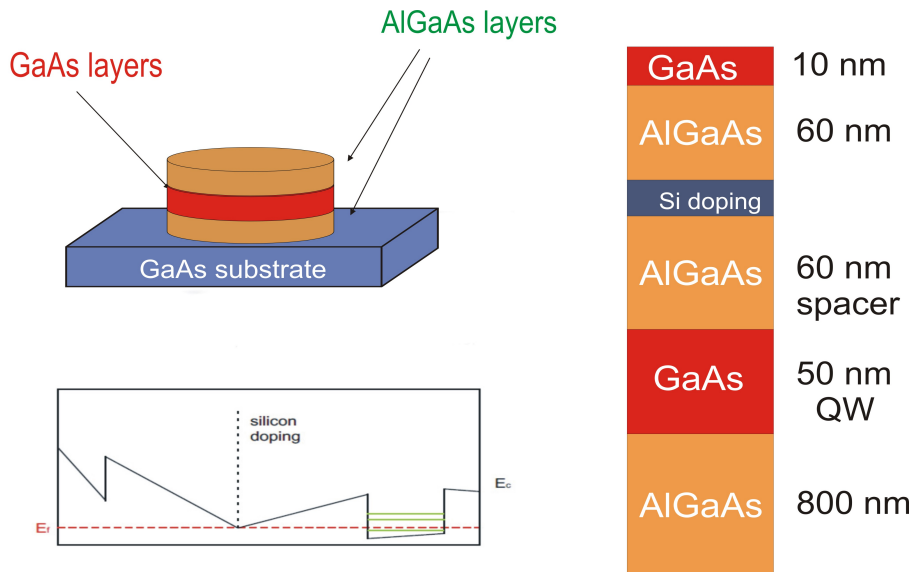 AlGaAs layers
GaAs layers
GaAs substrate
silicon
doping
Ec
Ef
GaAs
10 nm
AlGaAs
60 nm
Si doping
AlGaAs
60 nm
spacer
GaAs
50 nm
QW
AlGaAs
800 nm